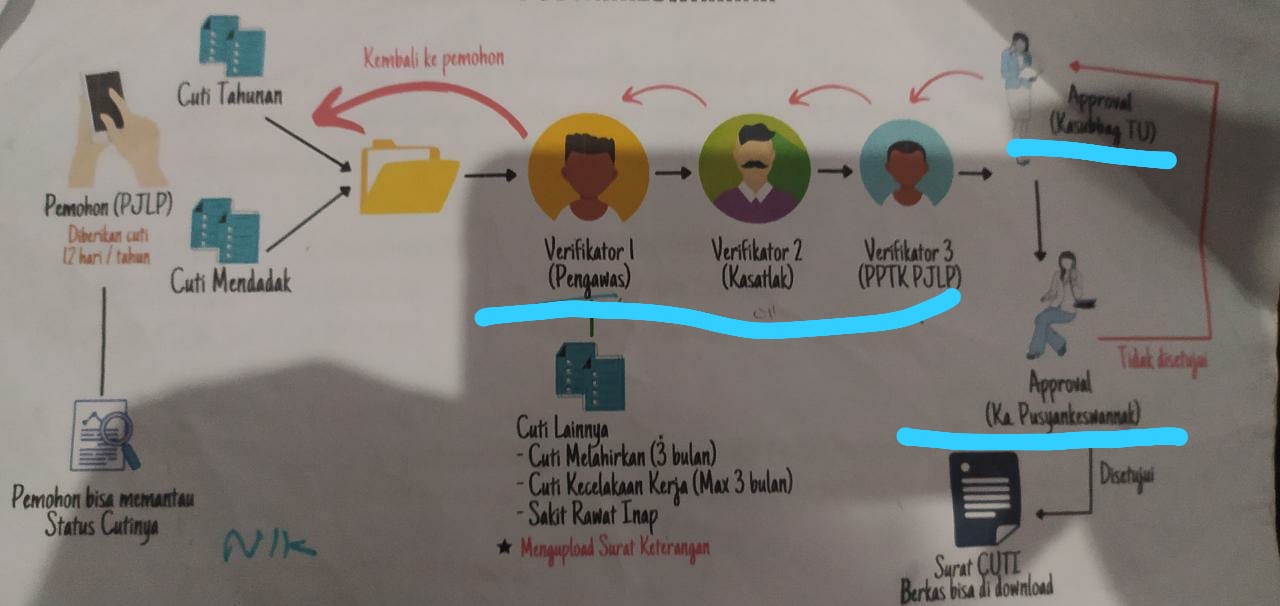 Kembali ke pemohon
Cuti Tahunan
Pemohon (PJLP)
Diberikan cuti
12 hari / tahun
Cuti Mendadak
Verifikator 1
(Pengawas)
Verifikator 2
(Kasatlak)
Verifikator 3
(PPTK PJLP)
Approval
(Kasubbag TU)
Tidak disetujui
Approval
(Ka. Pusyankeswannak)
Disetujui
Surat CUTI
Berkas bisa di download
Cuti Lainnya
- Cuti Melahirkan (3 bulan)
- Cuti Kecelakaan Kerja (Max 3 bulan)
- Sakit Rawat Inap
★ Mengupload Surat Keterangan
Pemohon bisa memantau
Status Cutinya
NIK